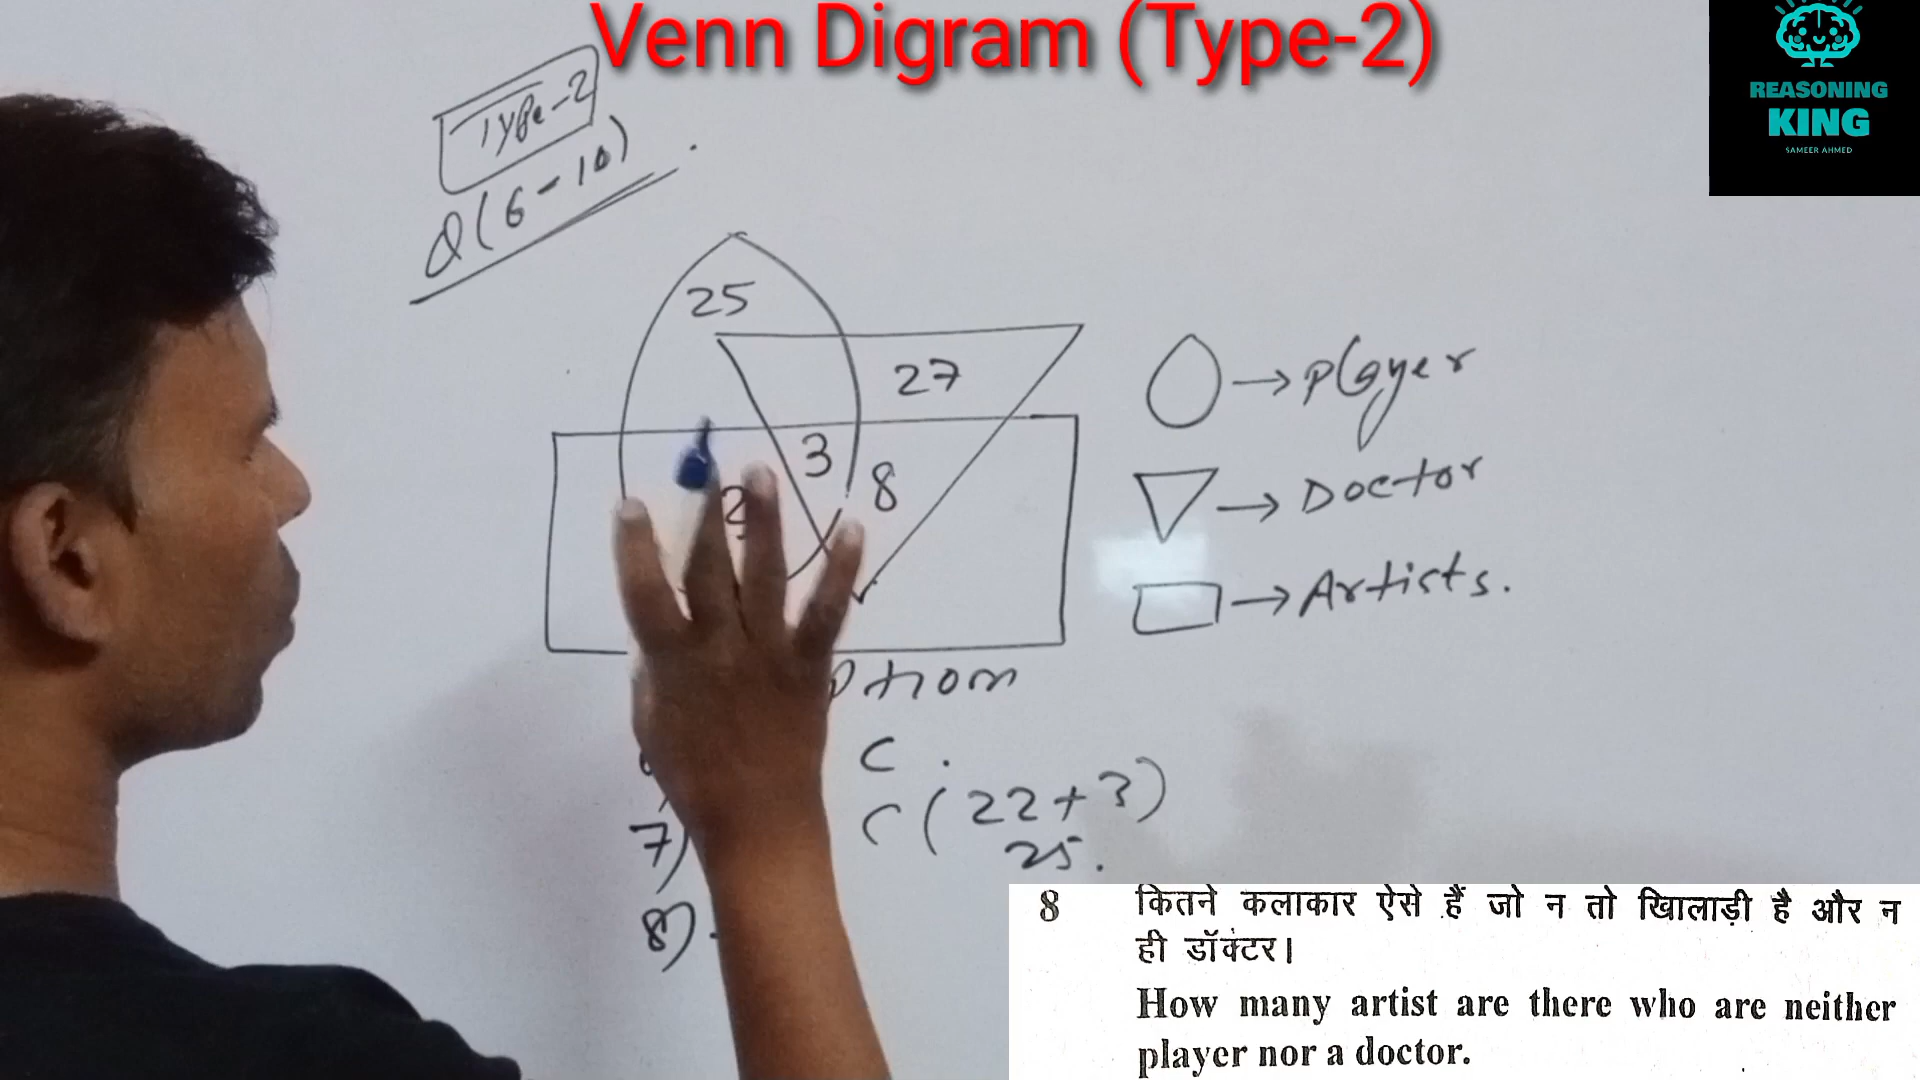 Venn Digram (Type-2)
REASONING
KING
SAMEER AHMED
Type-2
Q(6-10)
25
27
3
8
2
Player
Doctor
Artists.
C.
7) C (22+3)
25.
8).
8 कितने कलाकार ऐसे हैं जो न तो खिालाड़ी है और न
ही डॉक्टर।
How many artist are there who are neither
player nor a doctor.